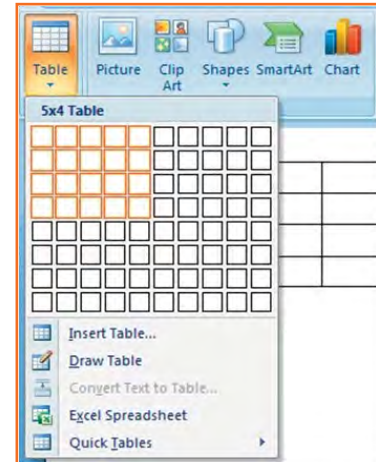 Table Picture Clip Art Shapes SmartArt Chart
5x4 Table
Insert Table...
Draw Table
Convert Text to Table...
Excel Spreadsheet
Quick Tables